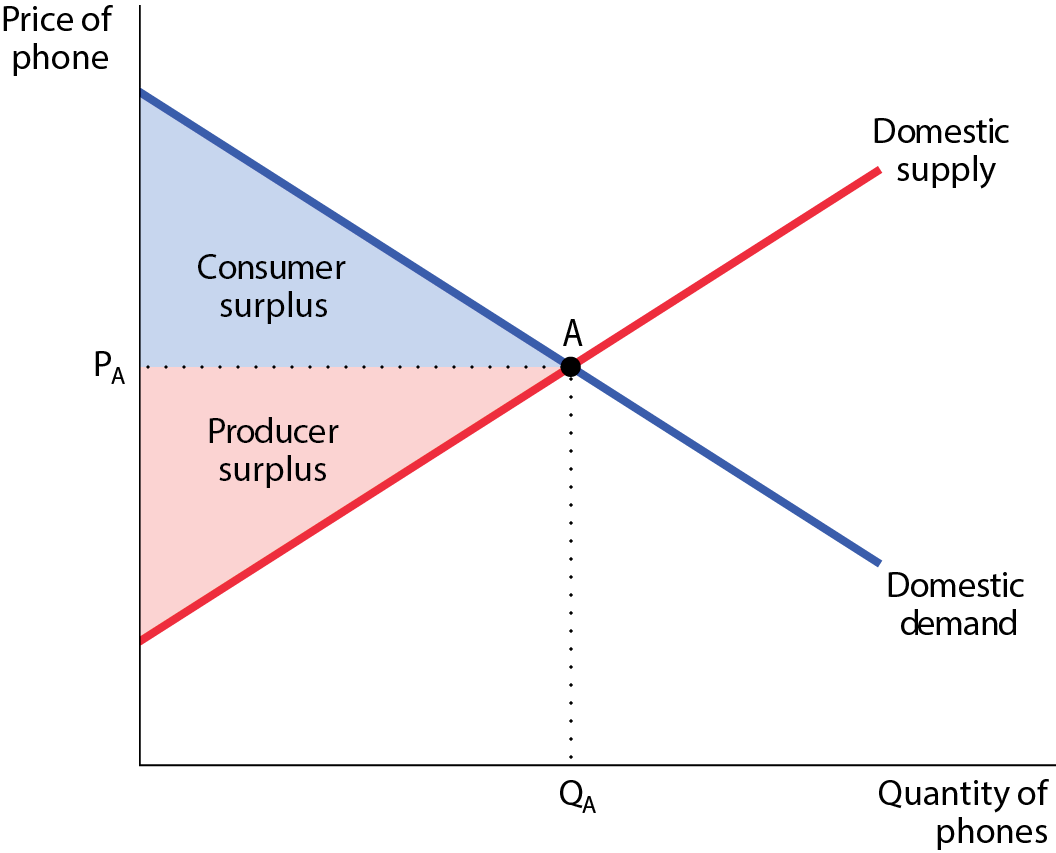 Price of
phone
Domestic
supply
Consumer
surplus
A
PA
Producer
surplus
Domestic
demand
QA
Quantity of
phones